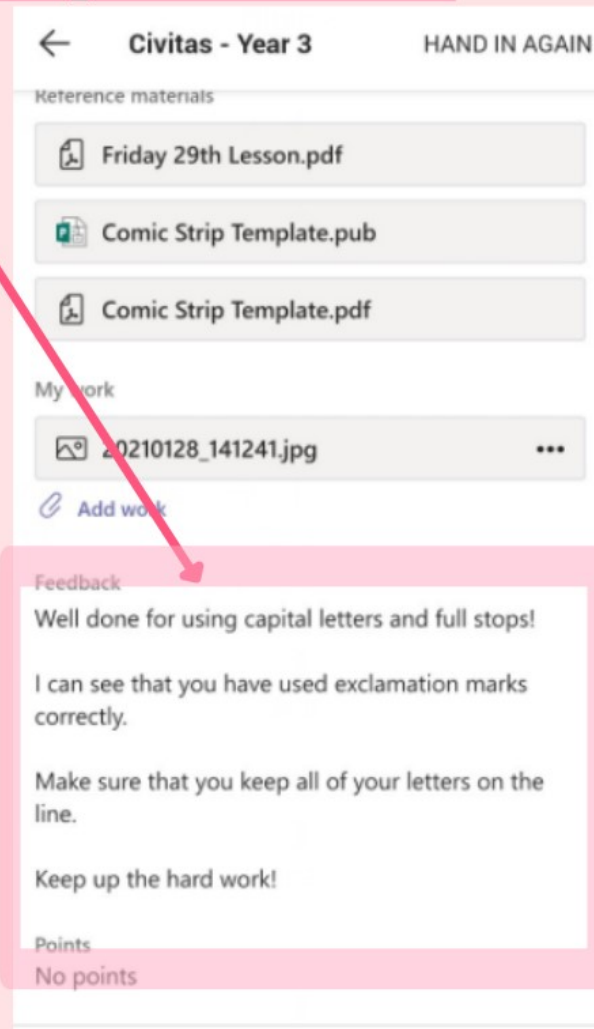 Civitas - Year 3 HAND IN AGAIN
Reference materials
Friday 29th Lesson.pdf
Comic Strip Template.pub
Comic Strip Template.pdf
My work
20210128_141241.jpg
Add work
Feedback
Well done for using capital letters and full stops!
I can see that you have used exclamation marks
correctly.
Make sure that you keep all of your letters on the
line.
Keep up the hard work!
Points
No points